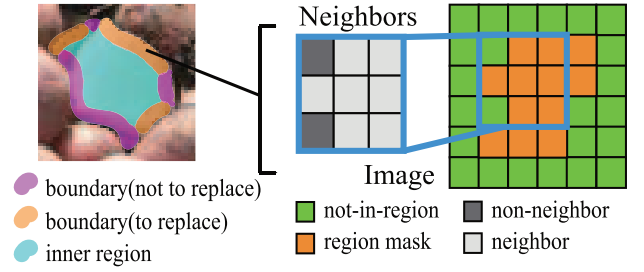 Neighbors
Image
boundary(not to replace)
boundary(to replace)
inner region
not-in-region
non-neighbor
region mask
neighbor